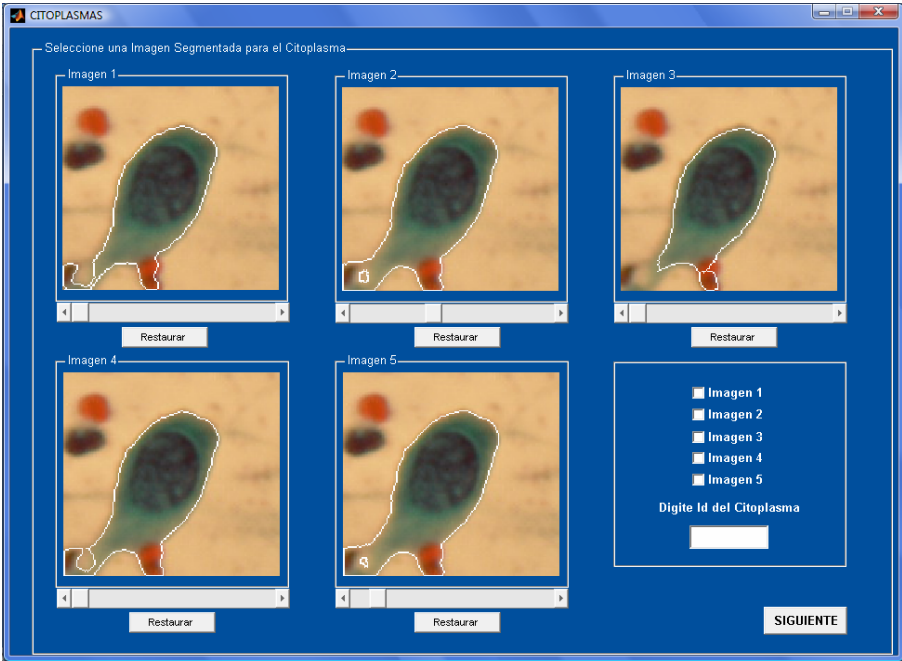 CITOPLASMAS
Seleccione una Imagen Segmentada para el Citoplasma
Imagen 1
Imagen 2
Imagen 3
Restaurar
Restaurar
Restaurar
Imagen 4
Imagen 5
Imagen 1
Imagen 2
Imagen 3
Imagen 4
Imagen 5
Digite Id del Citoplasma
Restaurar
Restaurar
SIGUIENTE